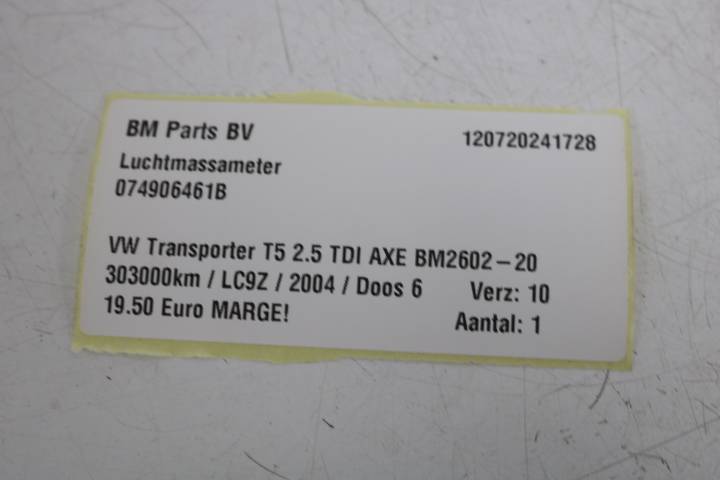 BM Parts BV 120720241728
Luchtmassameter
074906461B
VW Transporter T5 2.5 TDI AXE BM2602-20
303000km / LC9Z / 2004 / Doos 6 Verz: 10
19.50 Euro MARGE! Aantal: 1